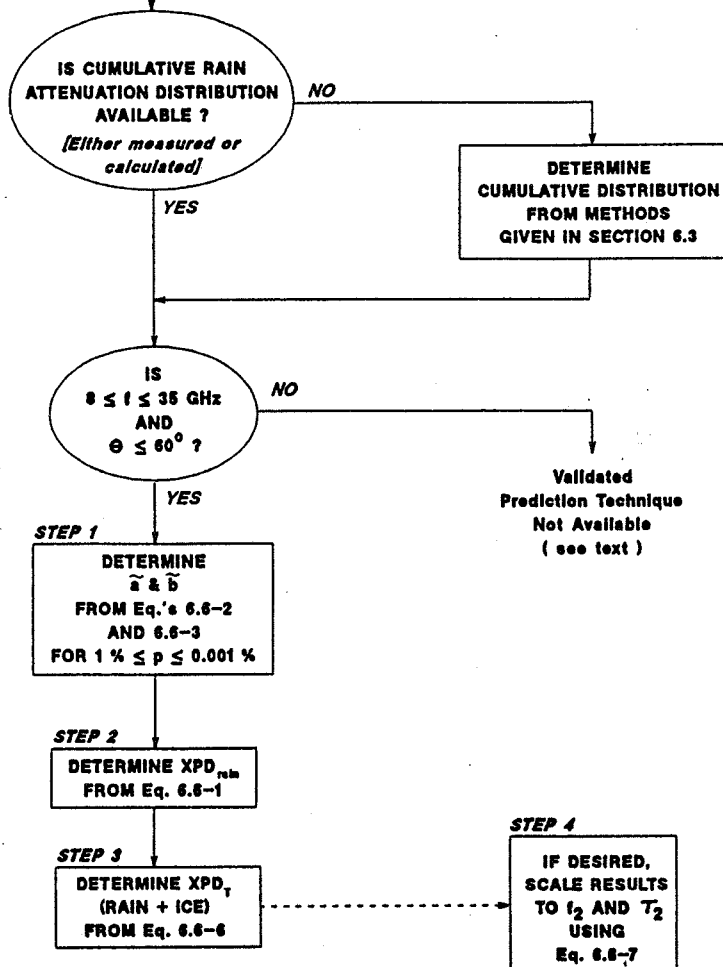 IS CUMULATIVE RAIN
ATTENUATION DISTRIBUTION
AVAILABLE ?
[Either measured or
calculated]
NO
YES
DETERMINE
CUMULATIVE DISTRIBUTION
FROM METHODS
GIVEN IN SECTION 6.3
IS
8 ≤ f ≤ 35 GHz
AND
Θ ≤ 60° ?
NO
YES
Validated
Prediction Technique
Not Available
( see text )
STEP 1
DETERMINE
ã & b̃
FROM Eq.'s 6.6-2
AND 6.6-3
FOR 1 % ≤ p ≤ 0.001 %
STEP 2
DETERMINE XPD_rain
FROM Eq. 6.6-1
STEP 3
DETERMINE XPD_T
(RAIN + ICE)
FROM Eq. 6.6-6
STEP 4
IF DESIRED,
SCALE RESULTS
TO f₂ AND τ₂
USING
Eq. 6.6-7